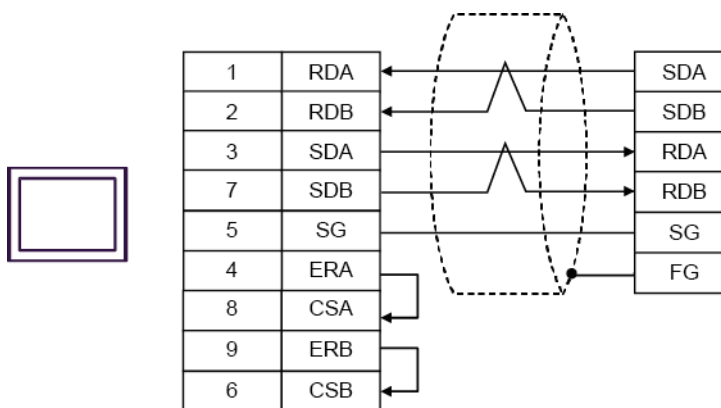 1 RDA SDA
2 RDB SDB
3 SDA RDA
7 SDB RDB
5 SG SG
4 ERA FG
8 CSA
9 ERB
6 CSB